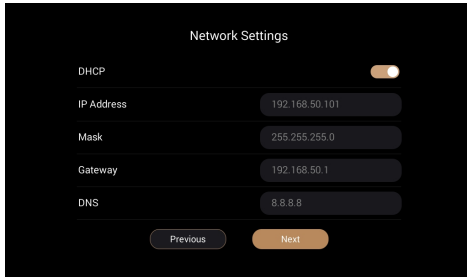 Network Settings
DHCP
IP Address 192.168.50.101
Mask 255.255.255.0
Gateway 192.168.50.1
DNS 8.8.8.8
Previous Next